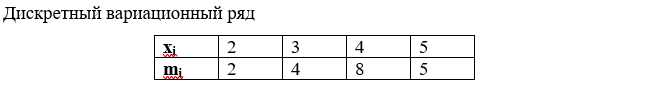 Дискретный вариационный ряд
xi 2 3 4 5
mi 2 4 8 5